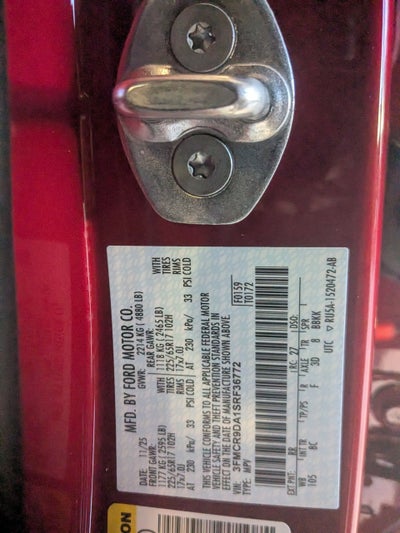 MFD. BY FORD MOTOR CO.
DATE: 11/25 GVWR: 2214 KG ( 4880 LB)
FRONT GAWR: REAR GAWR:
1177 KG ( 2595 LB) WITH 1118 KG ( 2465 LB) WITH
225/65R17 102H TIRES 225/65R17 102H TIRES
17x7.0J RIMS 17x7.0J RIMS
AT 230 kPa/ 33 PSI COLD AT 230 kPa/ 33 PSI COLD
THIS VEHICLE CONFORMS TO ALL APPLICABLE FEDERAL MOTOR
VEHICLE SAFETY AND THEFT PREVENTION STANDARDS IN
EFFECT ON THE DATE OF MANUFACTURE SHOWN ABOVE.
VIN: 3FMCR9DA1SRF36772
TYPE: MPV
F0159
T0172
EXT PNT: RR RC: 27 DSO:
WB INT TR TP/PS R AXLE TR SPR
105 BC F 3D 8 BBKK
UTC ▽ RUSA-1520472-AB